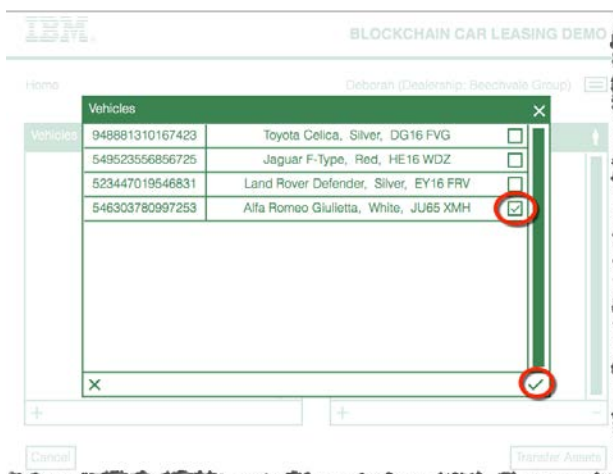 IBM
BLOCKCHAIN CAR LEASING DEMO
Home
Deborah (Dealership: Beechvale Group)
Vehicles
Vehicles
948881310167423 Toyota Celica, Silver, DG16 FVG
549523556856725 Jaguar F-Type, Red, HE16 WDZ
523447019546831 Land Rover Defender, Silver, EY16 FRV
546303780997253 Alfa Romeo Giulietta, White, JU65 XMH
Cancel
Transfer Assets